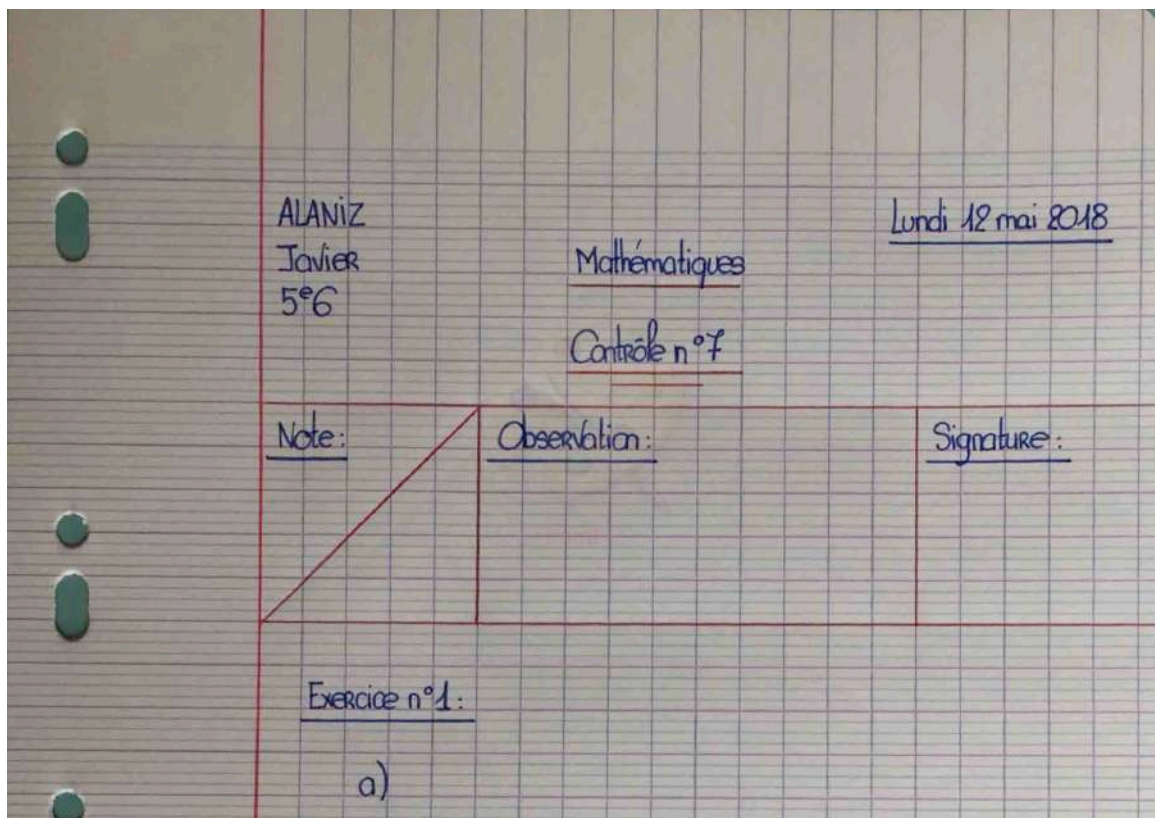 ALANIZ
Lundi 12 mai 2018
Javier
Mathématiques
5e6
Contrôle n°7
Note :
Observation :
Signature :
Exercice n°1 :
a)